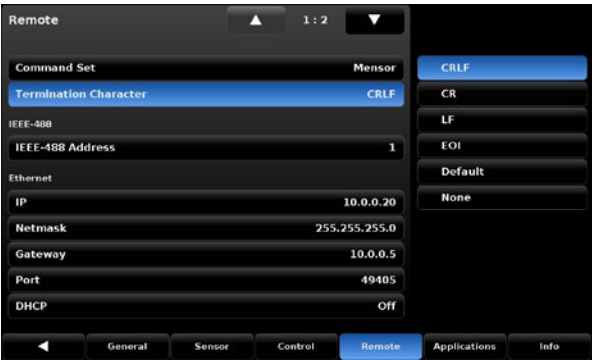 Remote 1 : 2
Command Set Mensor
Termination Character CRLF
IEEE-488
IEEE-488 Address 1
Ethernet
IP 10.0.0.20
Netmask 255.255.255.0
Gateway 10.0.0.5
Port 49405
DHCP Off
CRLF
CR
LF
EOI
Default
None
General Sensor Control Remote Applications Info